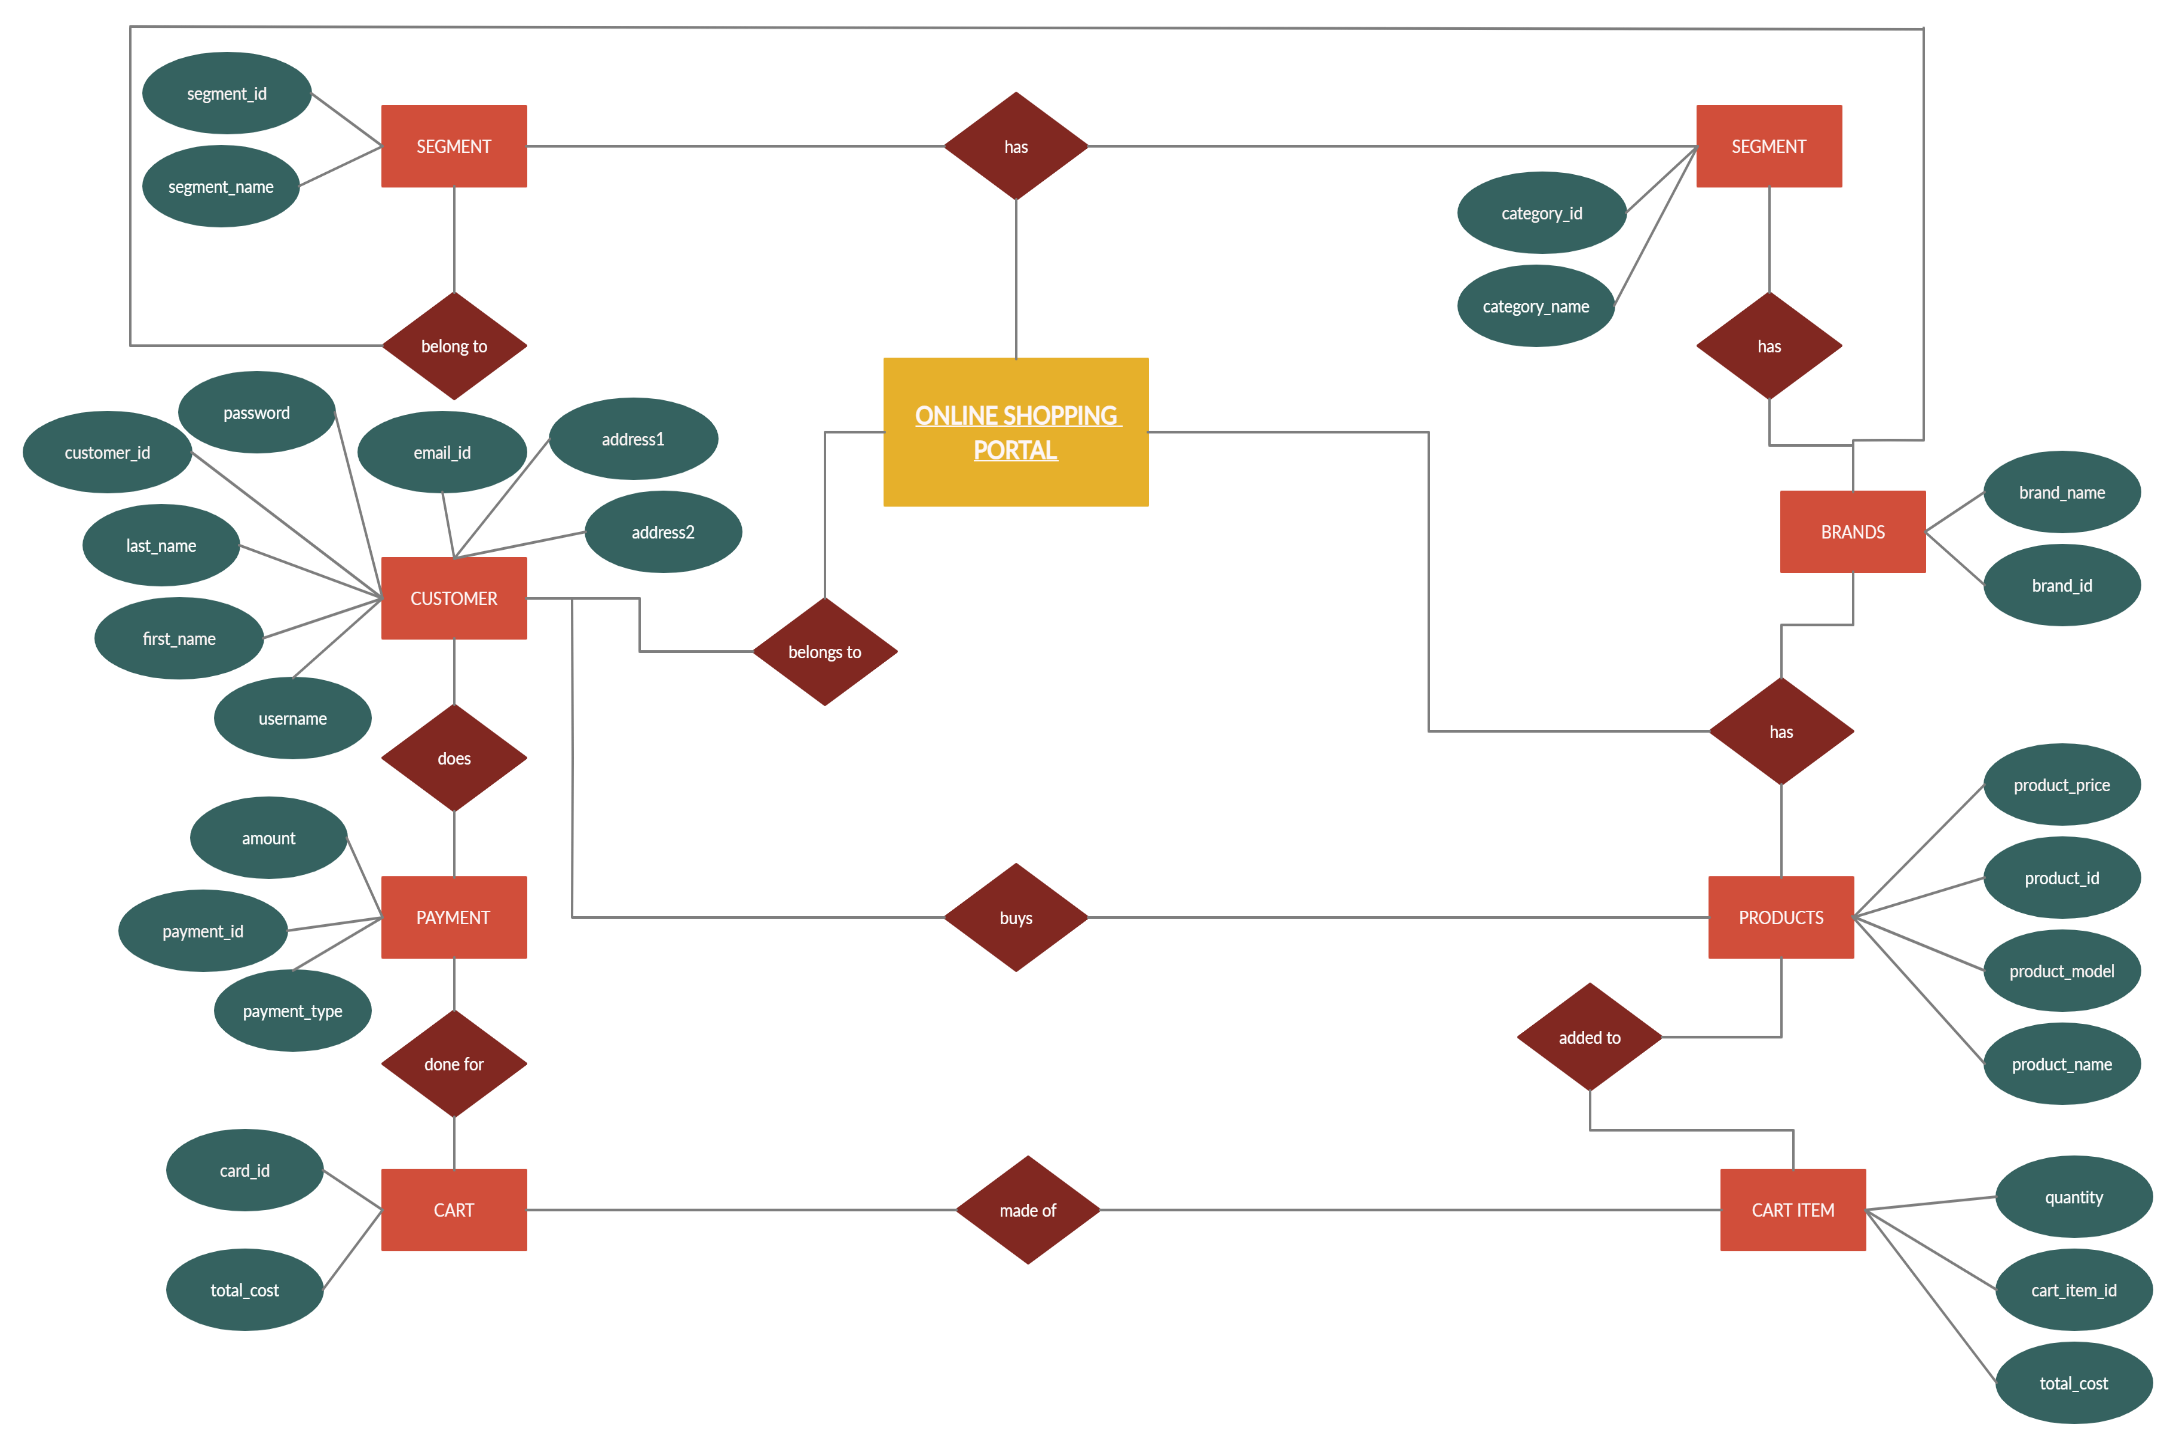 segment_id
SEGMENT
has
SEGMENT
segment_name
category_id
category_name
belong to
has
password
customer_id
email_id
address1
ONLINE SHOPPING
PORTAL
last_name
address2
BRANDS
brand_name
brand_id
CUSTOMER
first_name
belongs to
username
does
has
product_price
amount
product_id
payment_id
PAYMENT
buys
PRODUCTS
product_model
payment_type
added to
done for
product_name
card_id
CART
made of
CART ITEM
quantity
total_cost
cart_item_id
total_cost